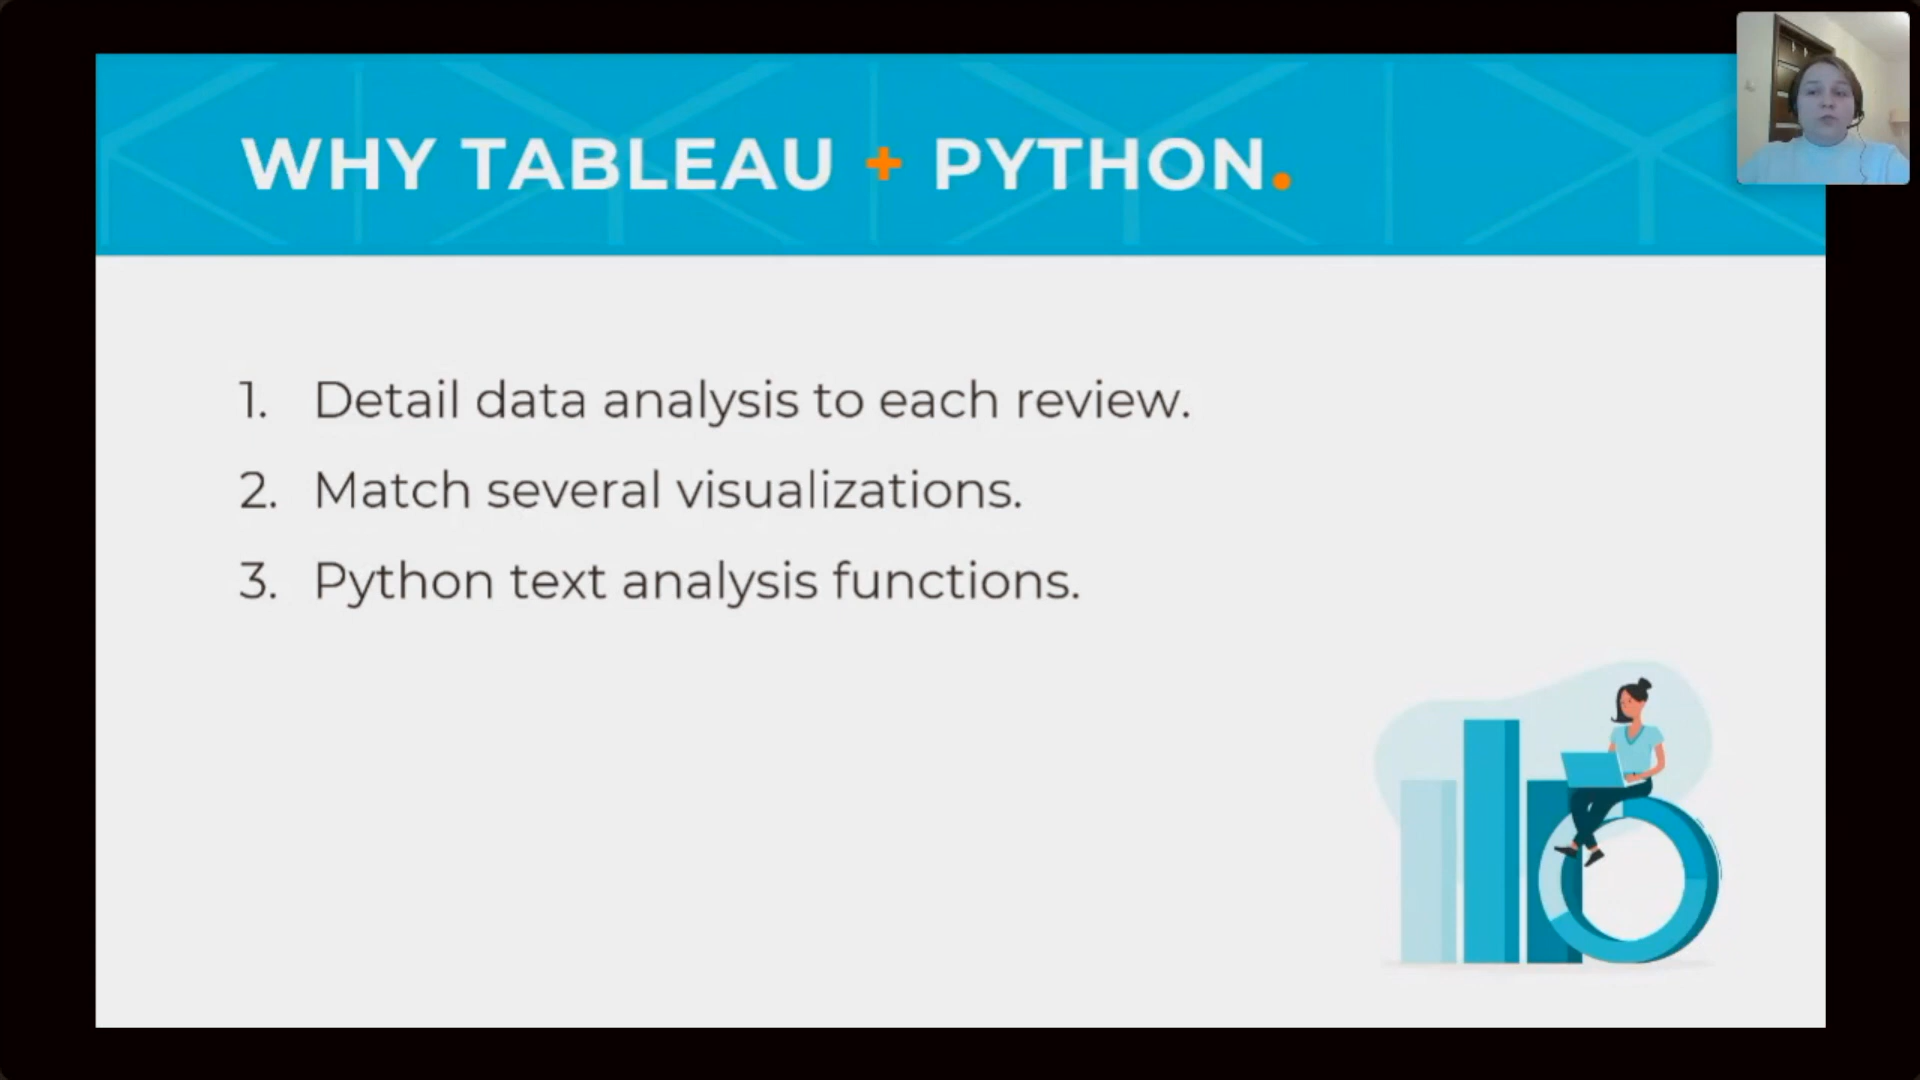 WHY TABLEAU + PYTHON.
1. Detail data analysis to each review.
2. Match several visualizations.
3. Python text analysis functions.